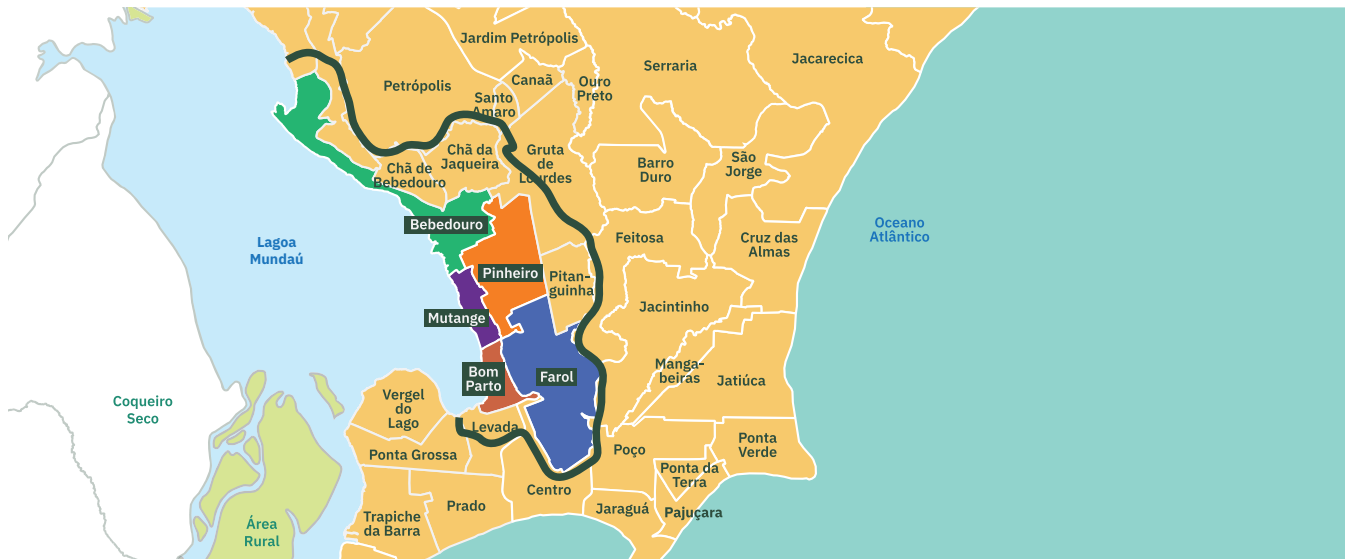 Jardim Petrópolis
Serraria
Jacarecica
Petrópolis
Canaã
Ouro
Preto
Santo
Amaro
Chã da
Jaqueira
Gruta
de
Lourdes
Chã de
Bebedouro
Barro
Duro
São
Jorge
Bebedouro
Feitosa
Cruz das
Almas
Oceano
Atlântico
Lagoa
Mundaú
Pinheiro
Pitan-
guinha
Mutange
Jacintinho
Bom
Parto
Farol
Manga-
beiras
Jatiúca
Coqueiro
Seco
Vergel
do
Lago
Levada
Ponta Grossa
Poço
Ponta
Verde
Ponta da
Terra
Centro
Prado
Jaraguá
Pajuçara
Trapiche
da Barra
Área
Rural